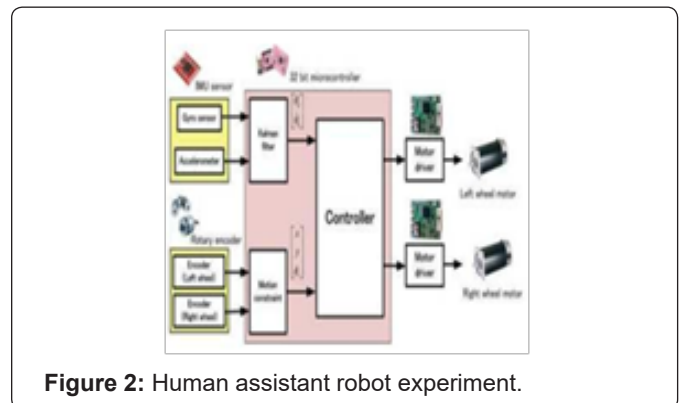 IMU sensor
32 bit microcontroller
Gyro sensor
Accelerometer
Kalman
filter
Motor
driver
Left wheel motor
Controller
Rotary encoder
Encoder
(Left wheel)
Encoder
(Right wheel)
Motion
constraint
Motor
driver
Right wheel motor
Figure 2: Human assistant robot experiment.